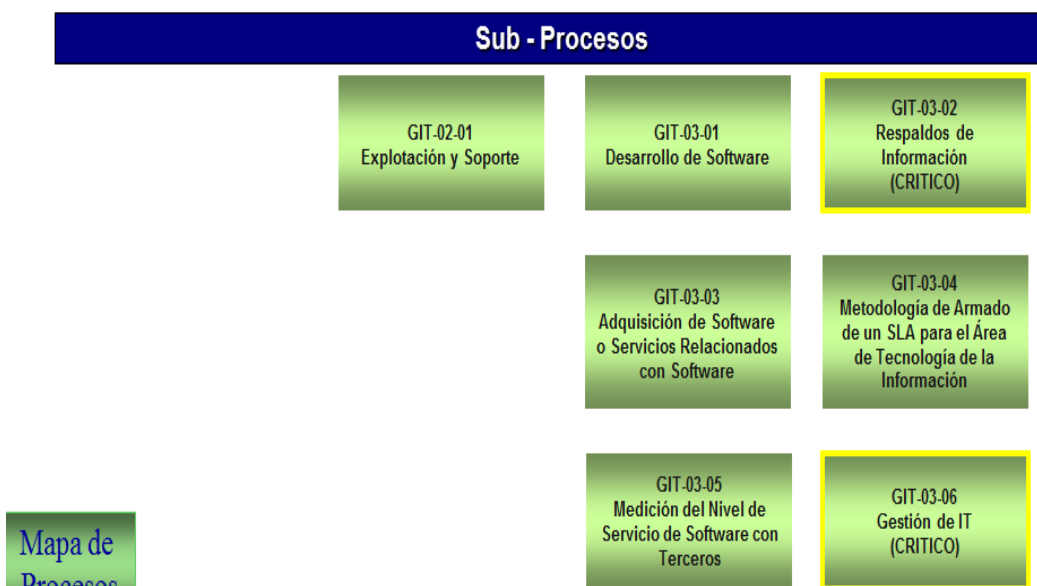 Sub - Procesos
GIT-02-01
Explotación y Soporte
GIT-03-01
Desarrollo de Software
GIT-03-02
Respaldos de
Información
(CRITICO)
GIT-03-03
Adquisición de Software
o Servicios Relacionados
con Software
GIT-03-04
Metodología de Armado
de un SLA para el Área
de Tecnología de la
Información
GIT-03-05
Medición del Nivel de
Servicio de Software con
Terceros
GIT-03-06
Gestión de IT
(CRITICO)
Mapa de
Procesos